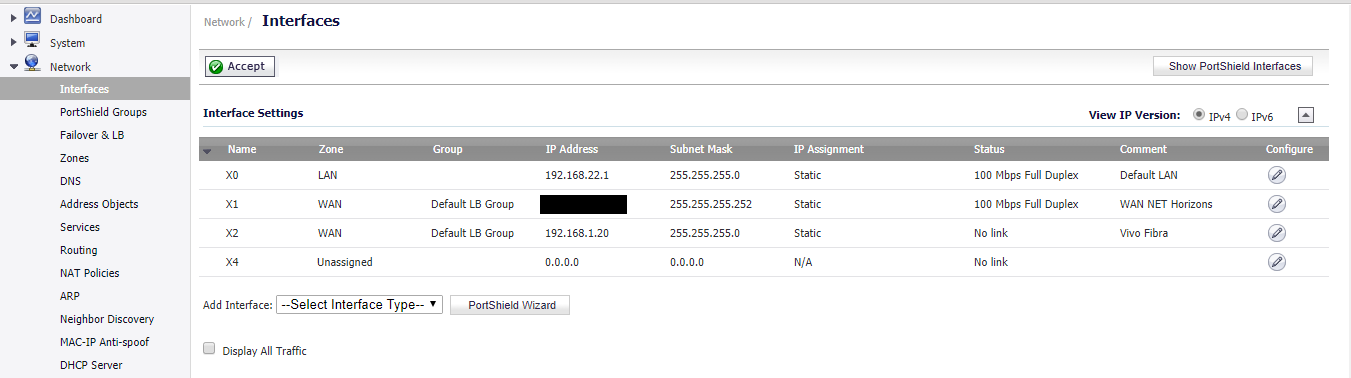 Dashboard
System
Network
Interfaces
PortShield Groups
Failover & LB
Zones
DNS
Address Objects
Services
Routing
NAT Policies
ARP
Neighbor Discovery
MAC-IP Anti-spoof
DHCP Server
Network / Interfaces
Accept
Show PortShield Interfaces
Interface Settings
View IP Version: IPv4 IPv6
Name Zone Group IP Address Subnet Mask IP Assignment Status Comment Configure
X0 LAN 192.168.22.1 255.255.255.0 Static 100 Mbps Full Duplex Default LAN
X1 WAN Default LB Group 255.255.255.252 Static 100 Mbps Full Duplex WAN NET Horizons
X2 WAN Default LB Group 192.168.1.20 255.255.255.0 Static No link Vivo Fibra
X4 Unassigned 0.0.0.0 0.0.0.0 N/A No link
Add Interface: --Select Interface Type-- PortShield Wizard
Display All Traffic